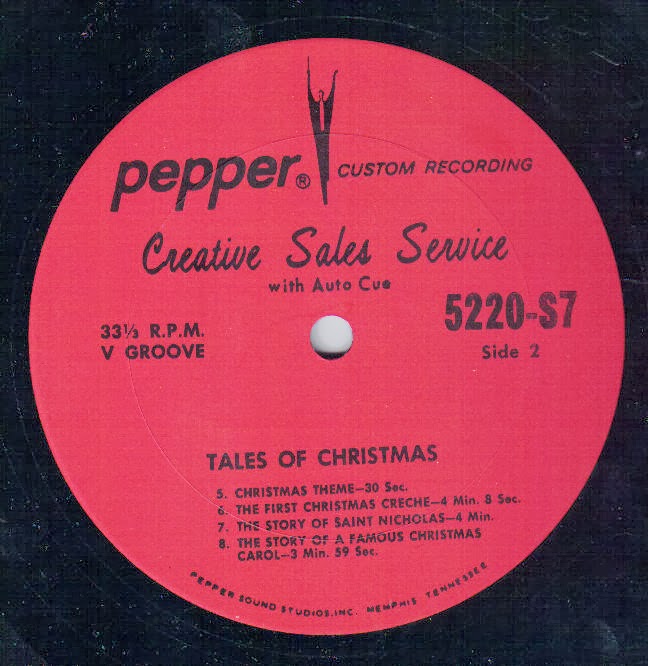 pepper® CUSTOM RECORDING
Creative Sales Service
with Auto Cue
5220-S7
33⅓ R.P.M.
V GROOVE
Side 2
TALES OF CHRISTMAS
5. CHRISTMAS THEME—30 Sec.
6. THE FIRST CHRISTMAS CRECHE—4 Min. 8 Sec.
7. THE STORY OF SAINT NICHOLAS—4 Min.
8. THE STORY OF A FAMOUS CHRISTMAS
CAROL—3 Min. 59 Sec.
PEPPER SOUND STUDIOS, INC. MEMPHIS TENNESSEE